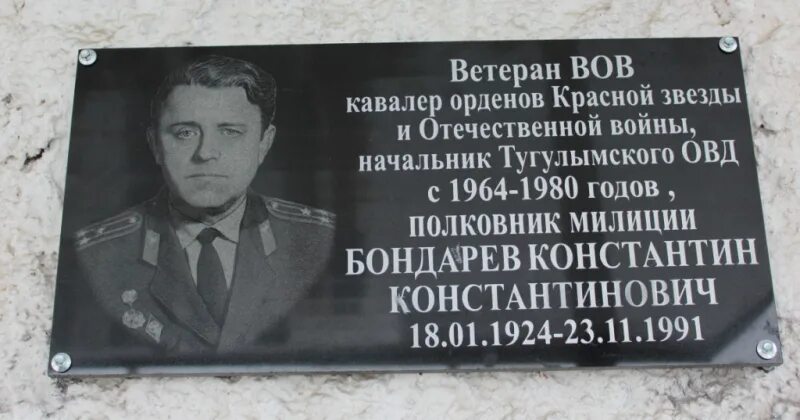 Ветеран ВОВ
кавалер орденов Красной звезды
и Отечественной войны,
начальник Тугулымского ОВД
с 1964-1980 годов ,
полковник милиции
БОНДАРЕВ КОНСТАНТИН
КОНСТАНТИНОВИЧ
18.01.1924-23.11.1991